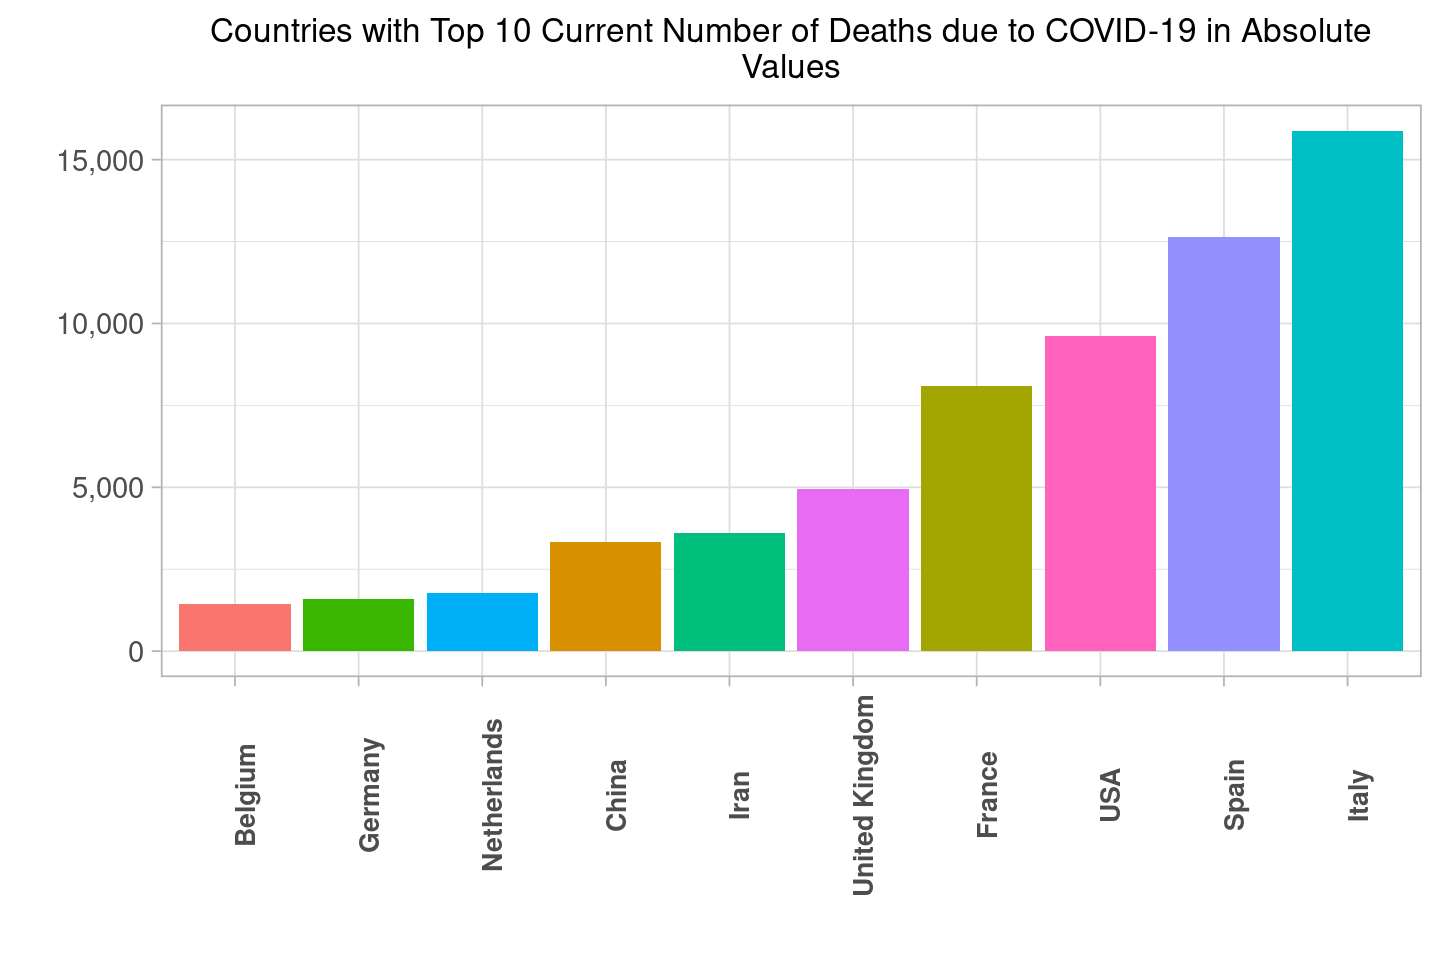 Countries with Top 10 Current Number of Deaths due to COVID-19 in Absolute
Values
15,000
10,000
5,000
0
Belgium
Germany
Netherlands
China
Iran
United Kingdom
France
USA
Spain
Italy